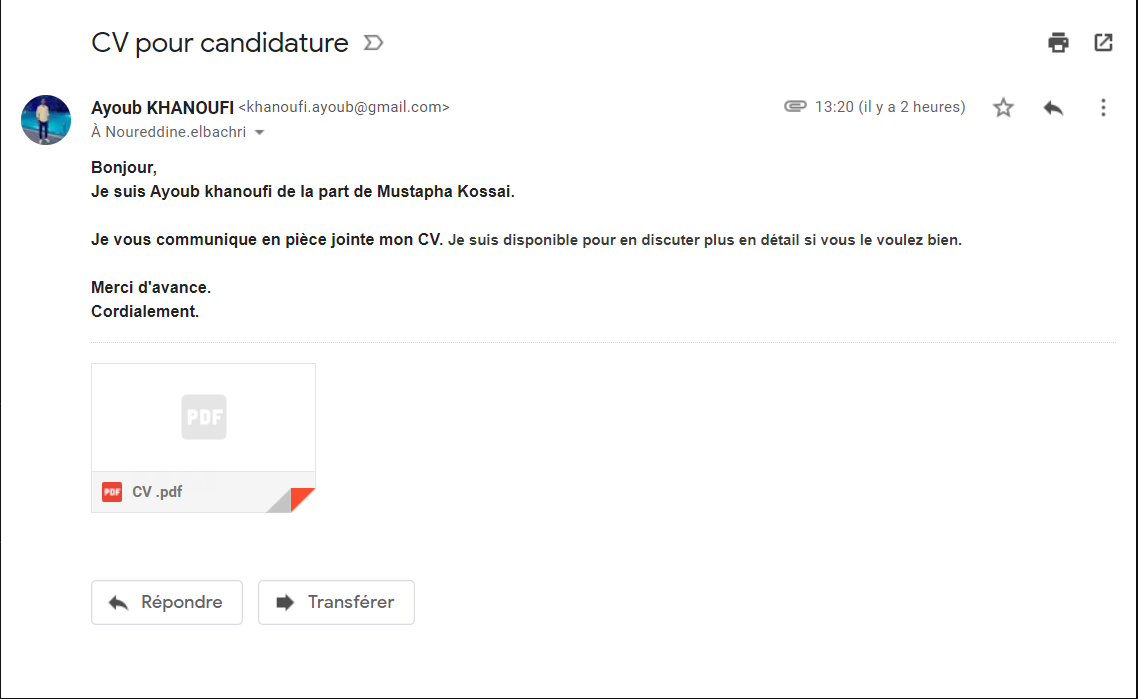 CV pour candidature
Ayoub KHANOUFI <khanoufi.ayoub@gmail.com>
13:20 (il y a 2 heures)
À Noureddine.elbachri
Bonjour,
Je suis Ayoub khanoufi de la part de Mustapha Kossai.
Je vous communique en pièce jointe mon CV. Je suis disponible pour en discuter plus en détail si vous le voulez bien.
Merci d'avance.
Cordialement.
PDF
PDF CV .pdf
Répondre
Transférer